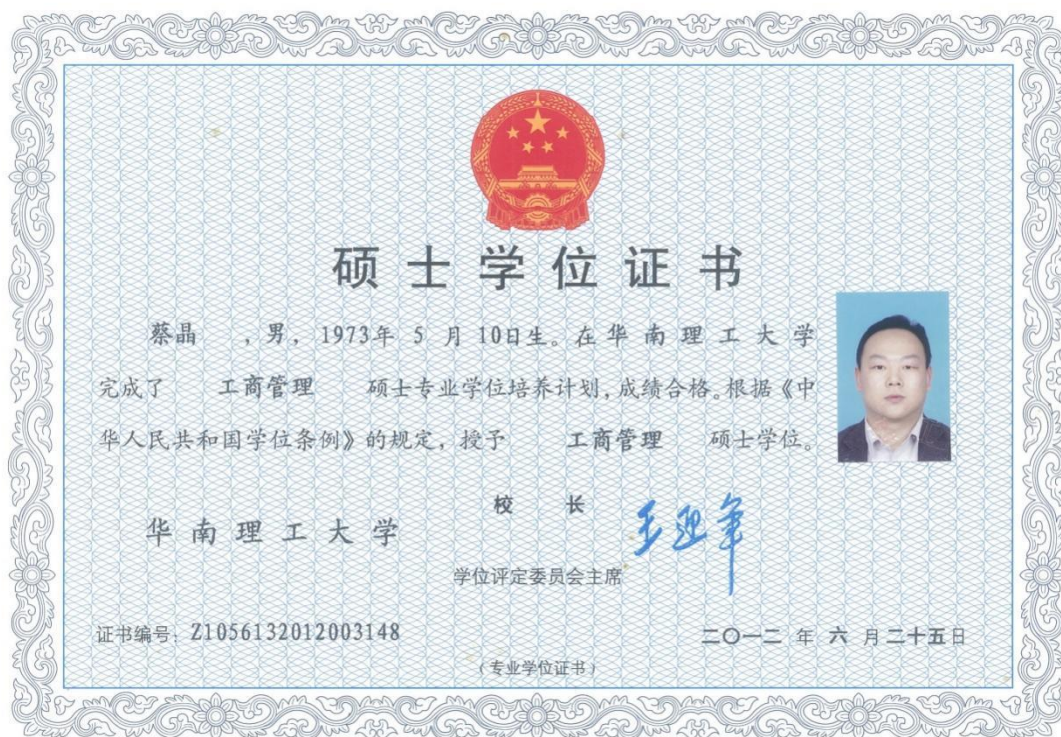 硕士学位证书
蔡晶 ,男, 1973年 5 月 10日生。在华南理工大学
完成了 工商管理 硕士专业学位培养计划,成绩合格。根据《中
华人民共和国学位条例》的规定, 授予 工商管理 硕士学位。
校 长
王迎军
华南理工大学
学位评定委员会主席
证书编号: Z1056132012003148
二〇一二 年 六 月二十五日
(专业学位证书)